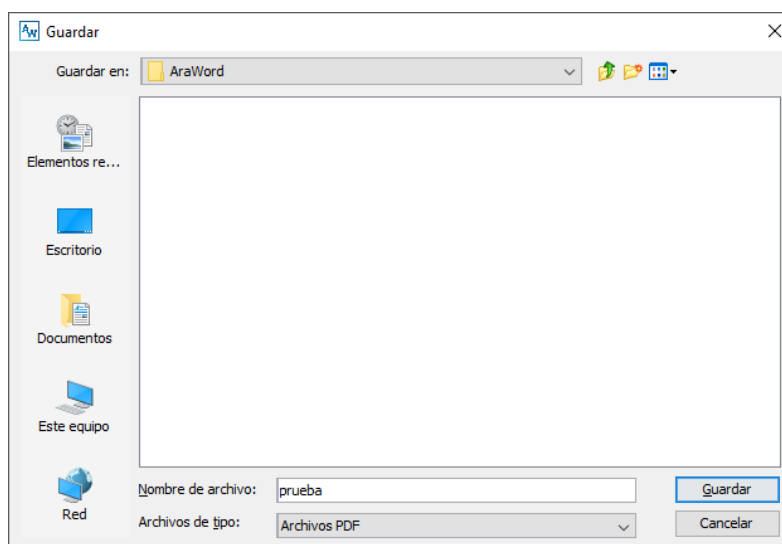 Aw Guardar
Guardar en: AraWord
Elementos re...
Escritorio
Documentos
Este equipo
Red
Nombre de archivo: prueba Guardar
Archivos de tipo: Archivos PDF Cancelar